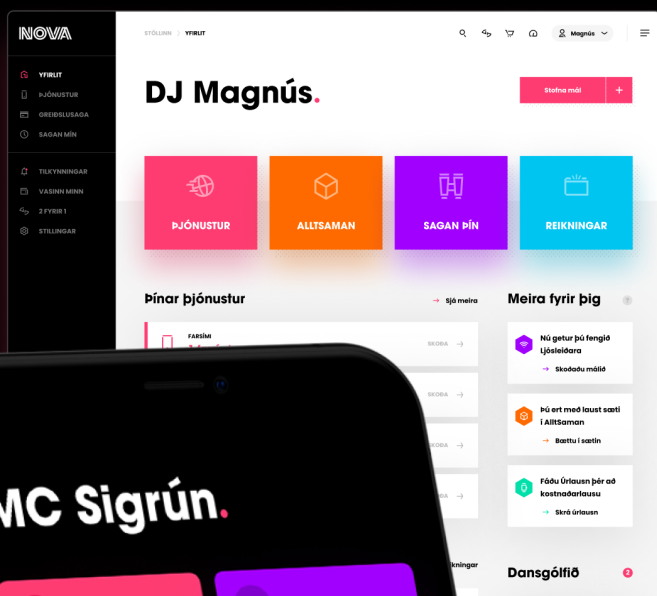 NOVA
STÓLLINN
YFIRLIT
Magnús
YFIRLIT
ÞJÓNUSTUR
GREIÐSLUSAGA
SAGAN MÍN
TILKYNNINGAR
VASINN MINN
2 FYRIR 1
STILLINGAR
DJ Magnús.
Stofna mál +
ÞJÓNUSTUR
ALLTSAMAN
SAGAN ÞÍN
REIKNINGAR
Þínar þjónustur
→ Sjá meira
FARSÍMI
SKOÐA →
SKOÐA →
Meira fyrir þig
?
Nú getur þú fengið
Ljósleiðara
→ Skoðaðu málið
Þú ert með laust sæti
í AlltSaman
→ Bættu í sætin
Fáðu Úrlausn þér að
kostnaðarlausu
→ Skrá úrlausn
Dansgólfið
2
MC Sigrún.